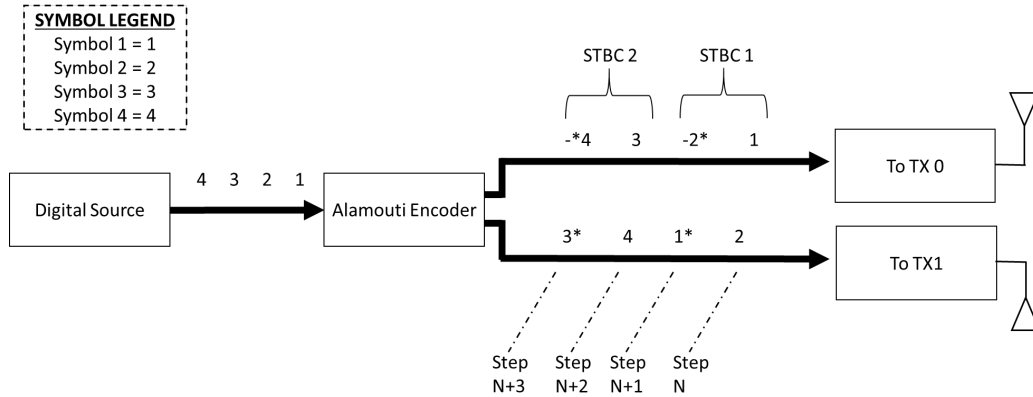 SYMBOL LEGEND
Symbol 1 = 1
Symbol 2 = 2
Symbol 3 = 3
Symbol 4 = 4
STBC 2 STBC 1
-*4 3 -2* 1
To TX 0
4 3 2 1
Digital Source
Alamouti Encoder
3* 4 1* 2
To TX1
Step
N+3
Step
N+2
Step
N+1
Step
N